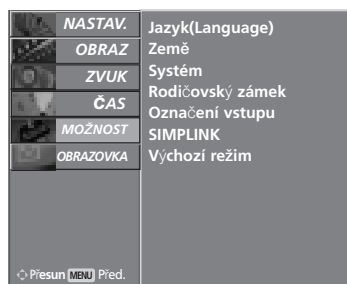 NASTAV.
OBRAZ
ZVUK
ČAS
MOŽNOST
OBRAZOVKA
Jazyk(Language)
Země
Systém
Rodičovský zámek
Označení vstupu
SIMPLINK
Výchozí režim
Přesun MENU Před.